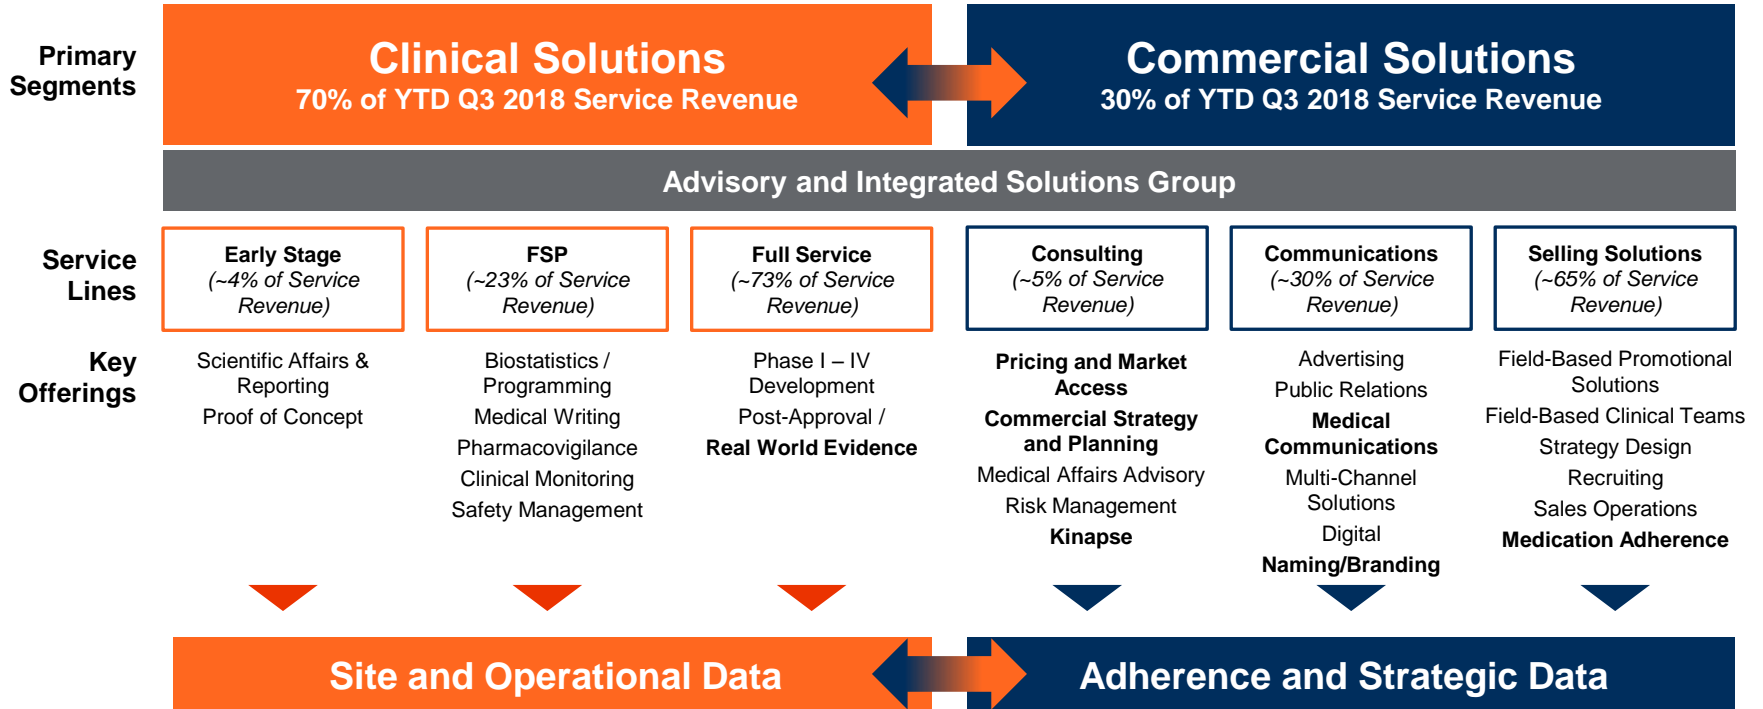 Primary
Segments
Clinical Solutions
70% of YTD Q3 2018 Service Revenue
Commercial Solutions
30% of YTD Q3 2018 Service Revenue
Advisory and Integrated Solutions Group
Service
Lines
Early Stage
(~4% of Service
Revenue)
FSP
(~23% of Service
Revenue)
Full Service
(~73% of Service
Revenue)
Consulting
(~5% of Service
Revenue)
Communications
(~30% of Service
Revenue)
Selling Solutions
(~65% of Service
Revenue)
Key
Offerings
Scientific Affairs &
Reporting
Proof of Concept
Biostatistics /
Programming
Medical Writing
Pharmacovigilance
Clinical Monitoring
Safety Management
Phase I – IV
Development
Post-Approval /
Real World Evidence
Pricing and Market
Access
Commercial Strategy
and Planning
Medical Affairs Advisory
Risk Management
Kinapse
Advertising
Public Relations
Medical
Communications
Multi-Channel
Solutions
Digital
Naming/Branding
Field-Based Promotional
Solutions
Field-Based Clinical Teams
Strategy Design
Recruiting
Sales Operations
Medication Adherence
Site and Operational Data
Adherence and Strategic Data